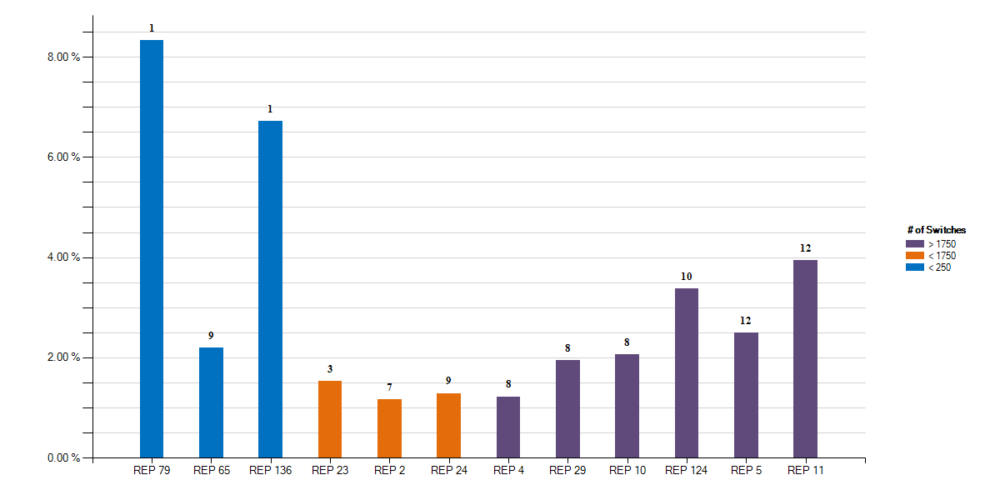 8.00 %
6.00 %
4.00 %
2.00 %
0.00 %
1
9
1
3
7
9
8
8
8
10
12
12
REP 79
REP 65
REP 136
REP 23
REP 2
REP 24
REP 4
REP 29
REP 10
REP 124
REP 5
REP 11
# of Switches
> 1750
< 1750
< 250